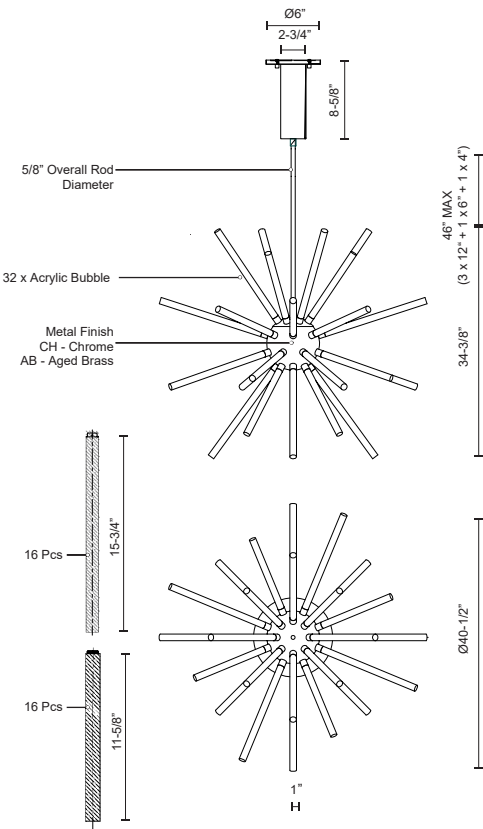 Ø6”
2-3/4”
8-5/8”
5/8” Overall Rod
Diameter
46” MAX
(3 x 12“ + 1 x 6” + 1 x 4”)
32 x Acrylic Bubble
Metal Finish
CH - Chrome
AB - Aged Brass
34-3/8”
15-3/4”
16 Pcs
Ø40-1/2”
16 Pcs
11-5/8”
1”